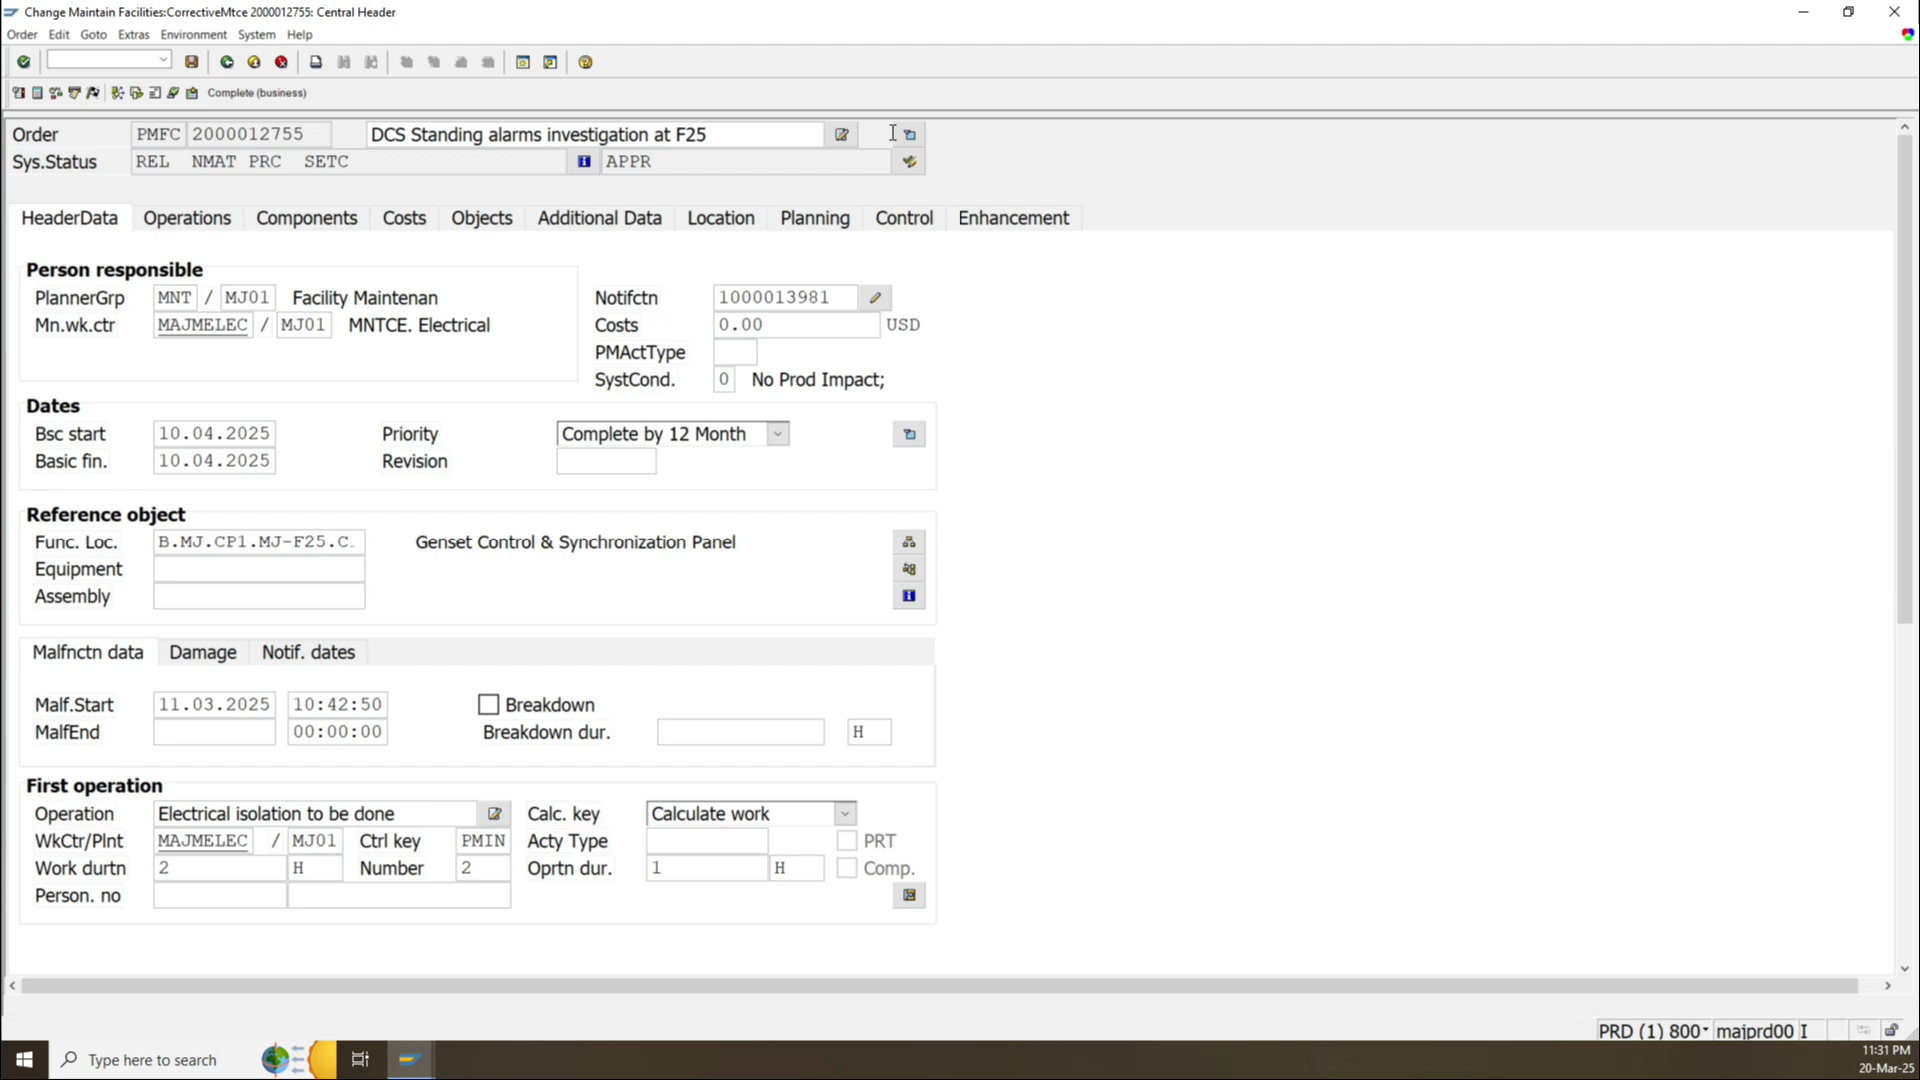 Change Maintain Facilities:CorrectiveMtce 2000012755: Central Header
Order Edit Goto Extras Environment System Help
Complete (business)
Order PMFC 2000012755 DCS Standing alarms investigation at F25
Sys.Status REL NMAT PRC SETC APPR
HeaderData Operations Components Costs Objects Additional Data Location Planning Control Enhancement
Person responsible
PlannerGrp MNT / MJ01 Facility Maintenan Notifctn 1000013981
Mn.wk.ctr MAJMELEC / MJ01 MNTCE. Electrical Costs 0.00 USD
PMActType
SystCond. 0 No Prod Impact;
Dates
Bsc start 10.04.2025 Priority Complete by 12 Month
Basic fin. 10.04.2025 Revision
Reference object
Func. Loc. B.MJ.CP1.MJ-F25.C. Genset Control & Synchronization Panel
Equipment
Assembly
Malfnctn data Damage Notif. dates
Malf.Start 11.03.2025 10:42:50 Breakdown
MalfEnd 00:00:00 Breakdown dur. H
First operation
Operation Electrical isolation to be done Calc. key Calculate work
WkCtr/Plnt MAJMELEC / MJ01 Ctrl key PMIN Acty Type PRT
Work durtn 2 H Number 2 Oprtn dur. 1 H Comp.
Person. no
PRD (1) 800 majprd00 I
Type here to search
11:31 PM
20-Mar-25